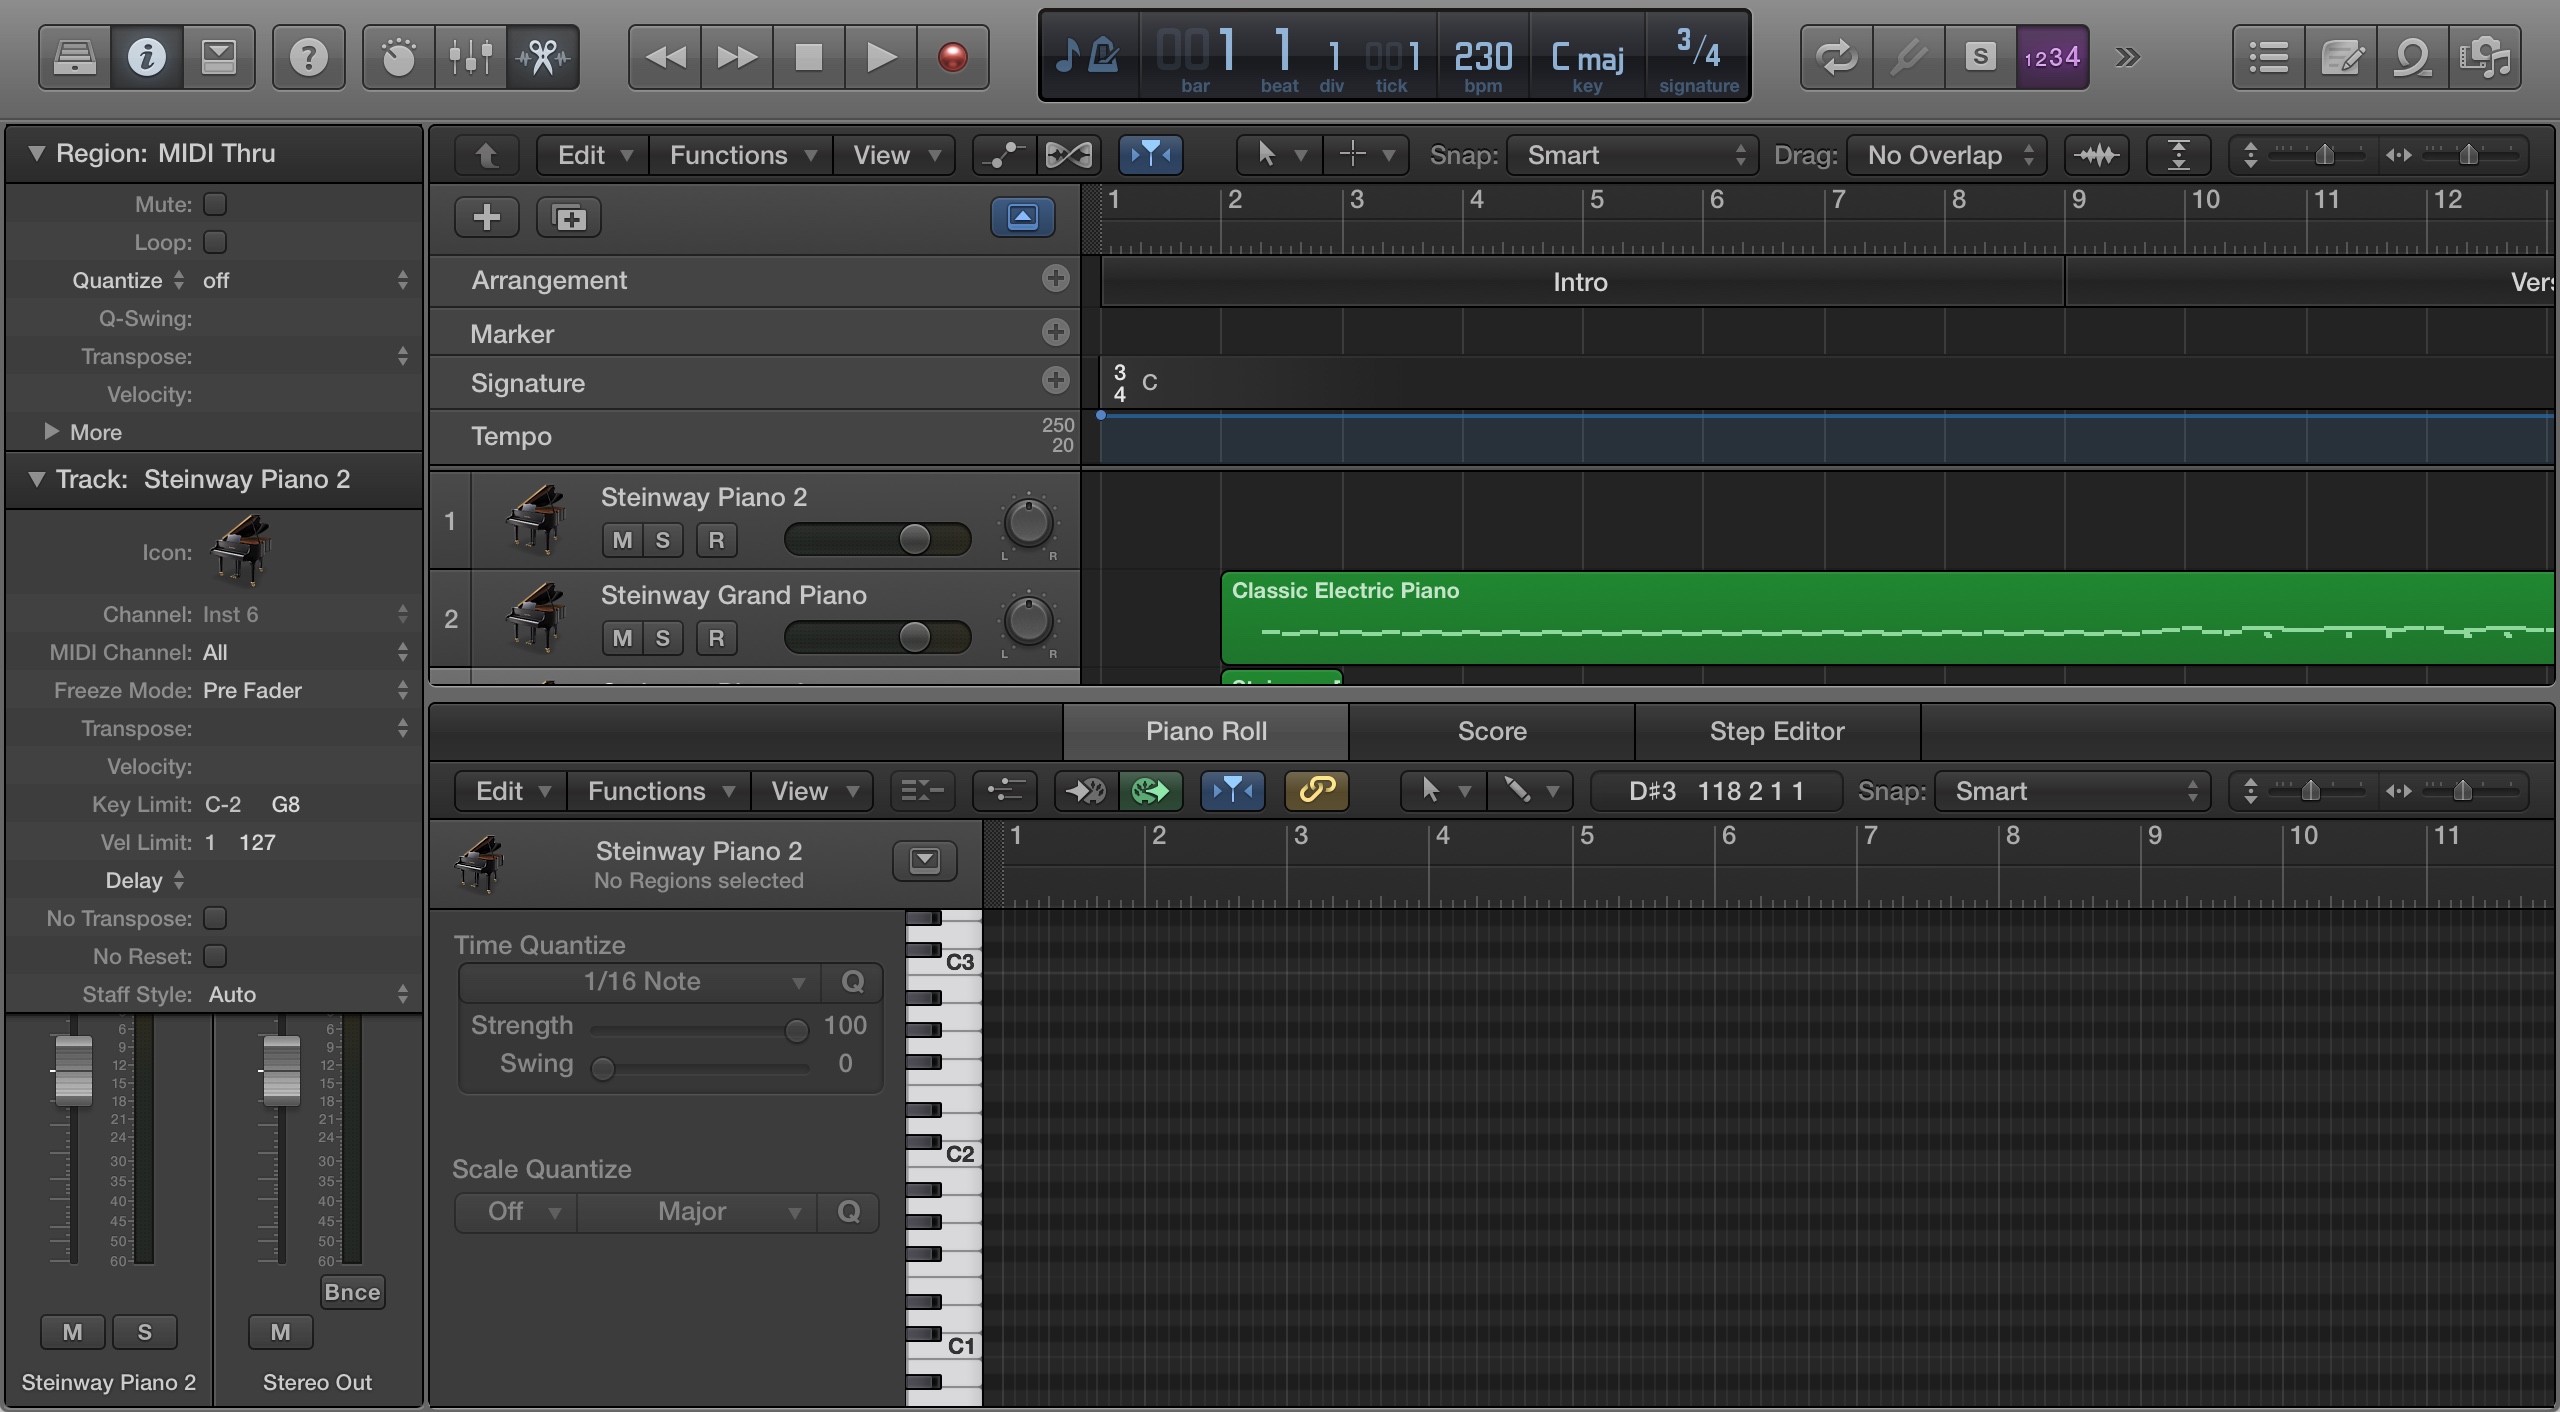 001 1 1 001 230 C maj 3/4
bar beat div tick bpm key signature
S 1234
Region: MIDI Thru
Mute:
Loop:
Quantize off
Q-Swing:
Transpose:
Velocity:
More
Track: Steinway Piano 2
Icon:
Channel: Inst 6
MIDI Channel: All
Freeze Mode: Pre Fader
Transpose:
Velocity:
Key Limit: C-2 G8
Vel Limit: 1 127
Delay
No Transpose:
No Reset:
Staff Style: Auto
6 6
9 9
12 12
15 15
18 18
21 21
24 24
30 30
35 35
40 40
45 45
50 50
60 60
Bnce
M S M
Steinway Piano 2 Stereo Out
Edit Functions View Snap: Smart Drag: No Overlap
1 2 3 4 5 6 7 8 9 10 11 12
Arrangement Intro Vers
Marker
Signature 3 4 C
Tempo 250 20
1 Steinway Piano 2
M S R L R
2 Steinway Grand Piano
M S R L R
Classic Electric Piano
Piano Roll Score Step Editor
Edit Functions View D♯3 118 2 1 1 Snap: Smart
Steinway Piano 2
No Regions selected
1 2 3 4 5 6 7 8 9 10 11
Time Quantize
1/16 Note Q
Strength 100
Swing 0
Scale Quantize
Off Major Q
C3
C2
C1